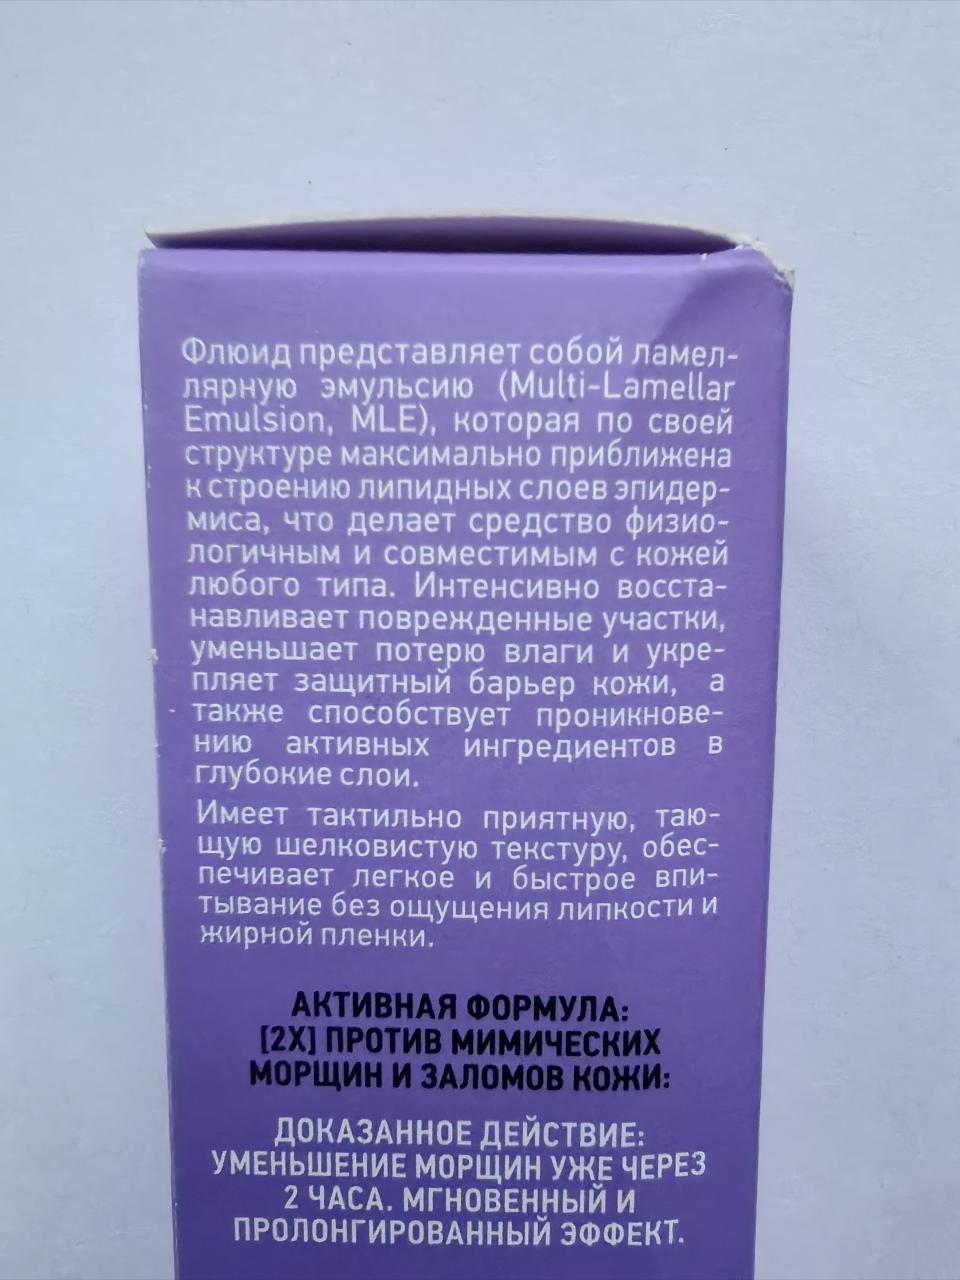 Флюид представляет собой ламел-
лярную эмульсию (Multi-Lamellar
Emulsion, MLE), которая по своей
структуре максимально приближена
к строению липидных слоев эпидер-
миса, что делает средство физио-
логичным и совместимым с кожей
любого типа. Интенсивно восста-
навливает поврежденные участки,
уменьшает потерю влаги и укре-
пляет защитный барьер кожи, а
также способствует проникнове-
нию активных ингредиентов в
глубокие слои.
Имеет тактильно приятную, таю-
щую шелковистую текстуру, обес-
печивает легкое и быстрое впи-
тывание без ощущения липкости и
жирной пленки.
АКТИВНАЯ ФОРМУЛА:
[2X] ПРОТИВ МИМИЧЕСКИХ
МОРЩИН И ЗАЛОМОВ КОЖИ:
ДОКАЗАННОЕ ДЕЙСТВИЕ:
УМЕНЬШЕНИЕ МОРЩИН УЖЕ ЧЕРЕЗ
2 ЧАСА. МГНОВЕННЫЙ И
ПРОЛОНГИРОВАННЫЙ ЭФФЕКТ.